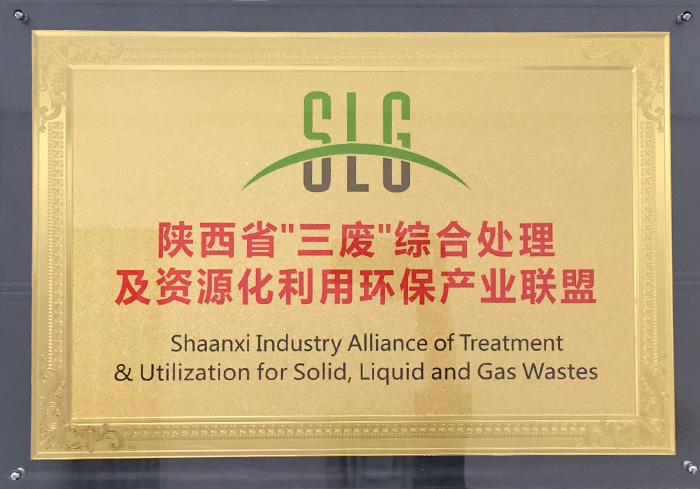 SLG
陕西省"三废"综合处理
及资源化利用环保产业联盟
Shaanxi Industry Alliance of Treatment
& Utilization for Solid, Liquid and Gas Wastes